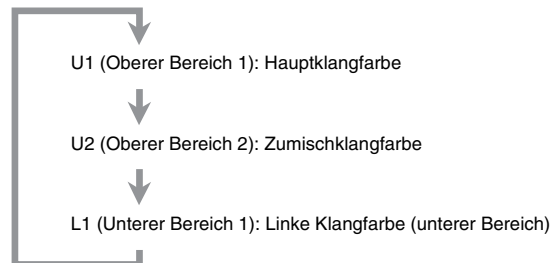 U1 (Oberer Bereich 1): Hauptklangfarbe
U2 (Oberer Bereich 2): Zumischklangfarbe
L1 (Unterer Bereich 1): Linke Klangfarbe (unterer Bereich)